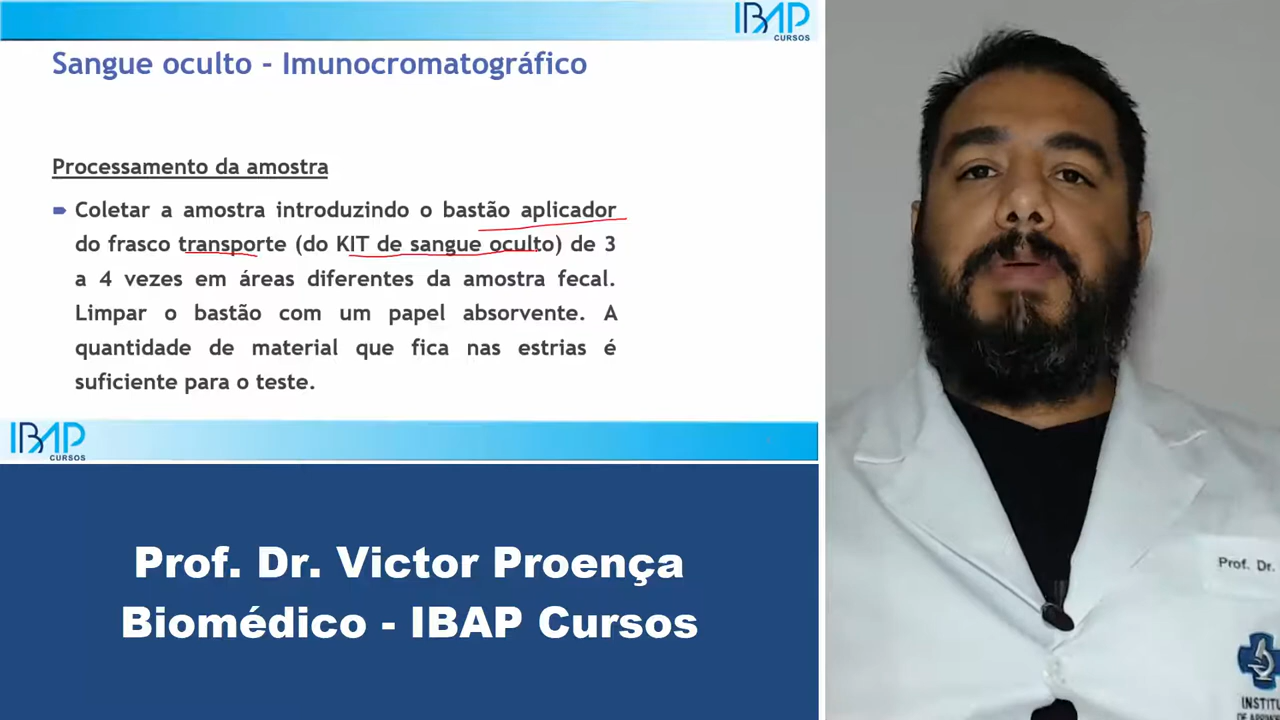 IBAP
CURSOS
Sangue oculto - Imunocromatográfico
Processamento da amostra
Coletar a amostra introduzindo o bastão aplicador
do frasco transporte (do KIT de sangue oculto) de 3
a 4 vezes em áreas diferentes da amostra fecal.
Limpar o bastão com um papel absorvente. A
quantidade de material que fica nas estrias é
suficiente para o teste.
IBAP
CURSOS
Prof. Dr. Victor Proença
Biomédico - IBAP Cursos
Prof. Dr.
INSTIT